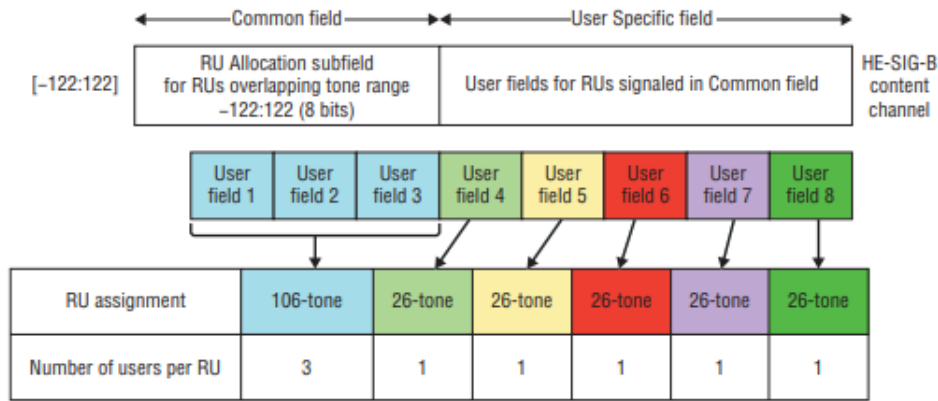 Common field
User Specific field
[−122:122]
RU Allocation subfield
for RUs overlapping tone range
−122:122 (8 bits)
User fields for RUs signaled in Common field
HE-SIG-B
content
channel
User
field 1
User
field 2
User
field 3
User
field 4
User
field 5
User
field 6
User
field 7
User
field 8
RU assignment
106-tone
26-tone
26-tone
26-tone
26-tone
26-tone
Number of users per RU
3
1
1
1
1
1